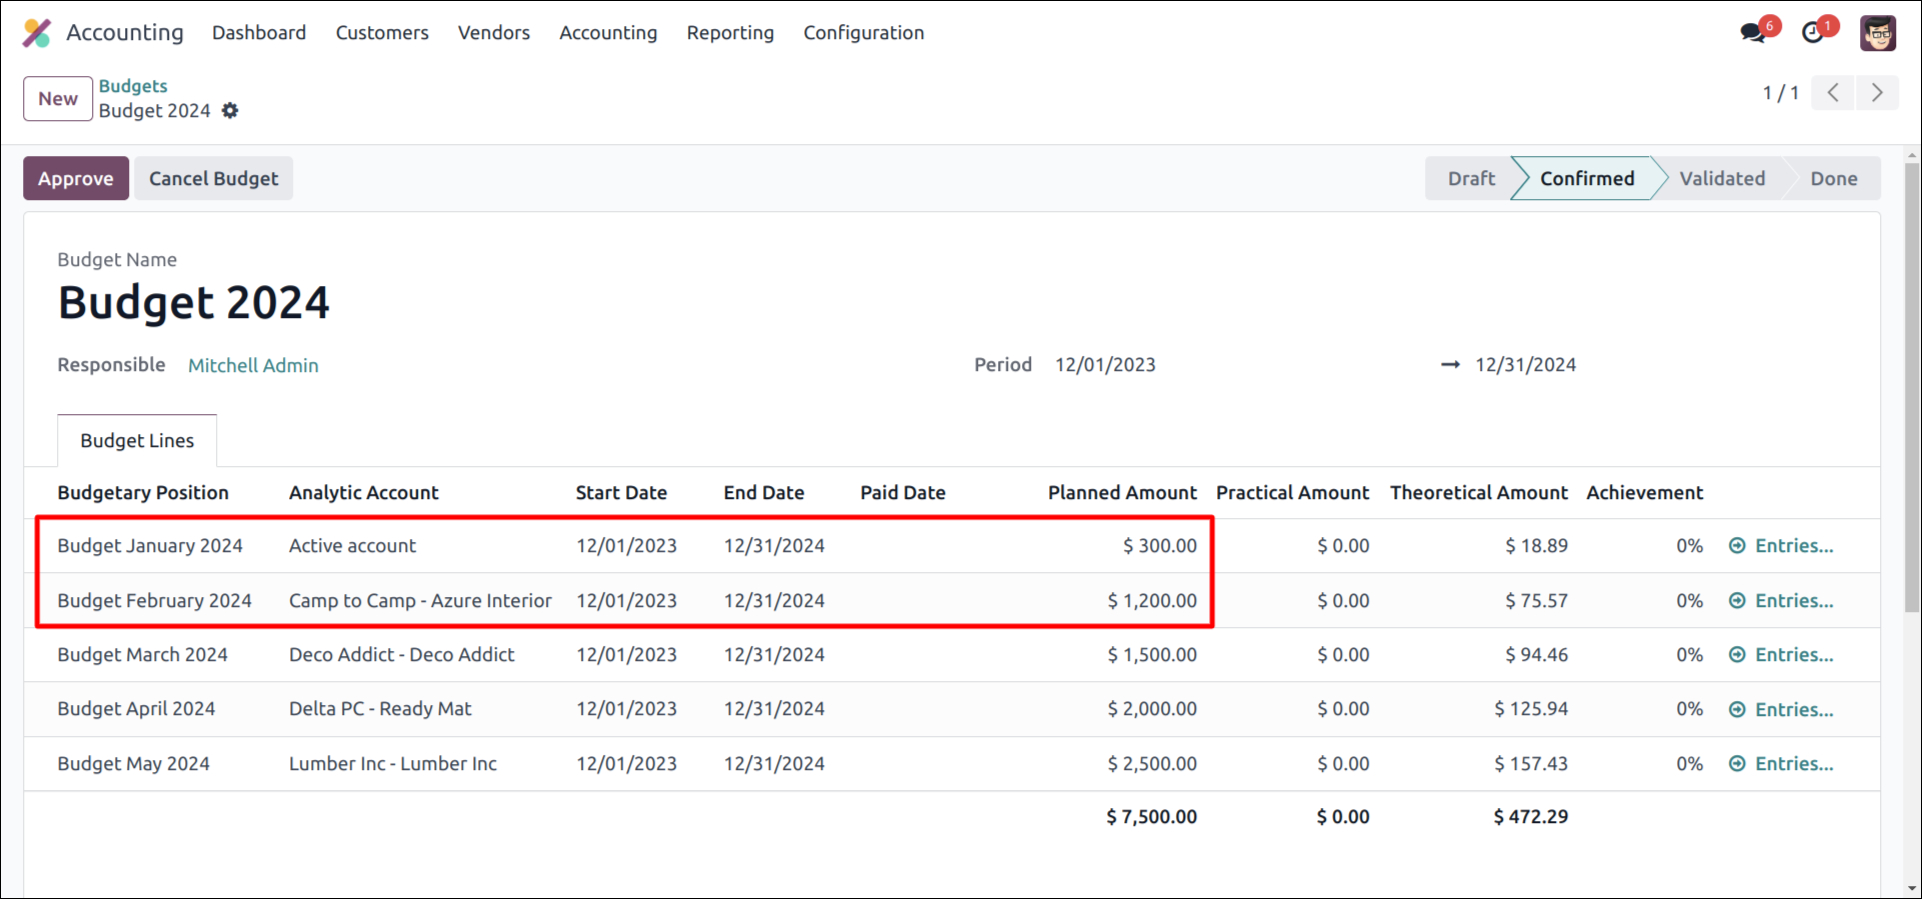 Accounting Dashboard Customers Vendors Accounting Reporting Configuration 6 1
New Budgets 1 / 1
Budget 2024
Approve Cancel Budget Draft Confirmed Validated Done
Budget Name
Budget 2024
Responsible Mitchell Admin Period 12/01/2023 → 12/31/2024
Budget Lines
Budgetary Position Analytic Account Start Date End Date Paid Date Planned Amount Practical Amount Theoretical Amount Achievement
Budget January 2024 Active account 12/01/2023 12/31/2024 $ 300.00 $ 0.00 $ 18.89 0% Entries...
Budget February 2024 Camp to Camp - Azure Interior 12/01/2023 12/31/2024 $ 1,200.00 $ 0.00 $ 75.57 0% Entries...
Budget March 2024 Deco Addict - Deco Addict 12/01/2023 12/31/2024 $ 1,500.00 $ 0.00 $ 94.46 0% Entries...
Budget April 2024 Delta PC - Ready Mat 12/01/2023 12/31/2024 $ 2,000.00 $ 0.00 $ 125.94 0% Entries...
Budget May 2024 Lumber Inc - Lumber Inc 12/01/2023 12/31/2024 $ 2,500.00 $ 0.00 $ 157.43 0% Entries...
$ 7,500.00 $ 0.00 $ 472.29